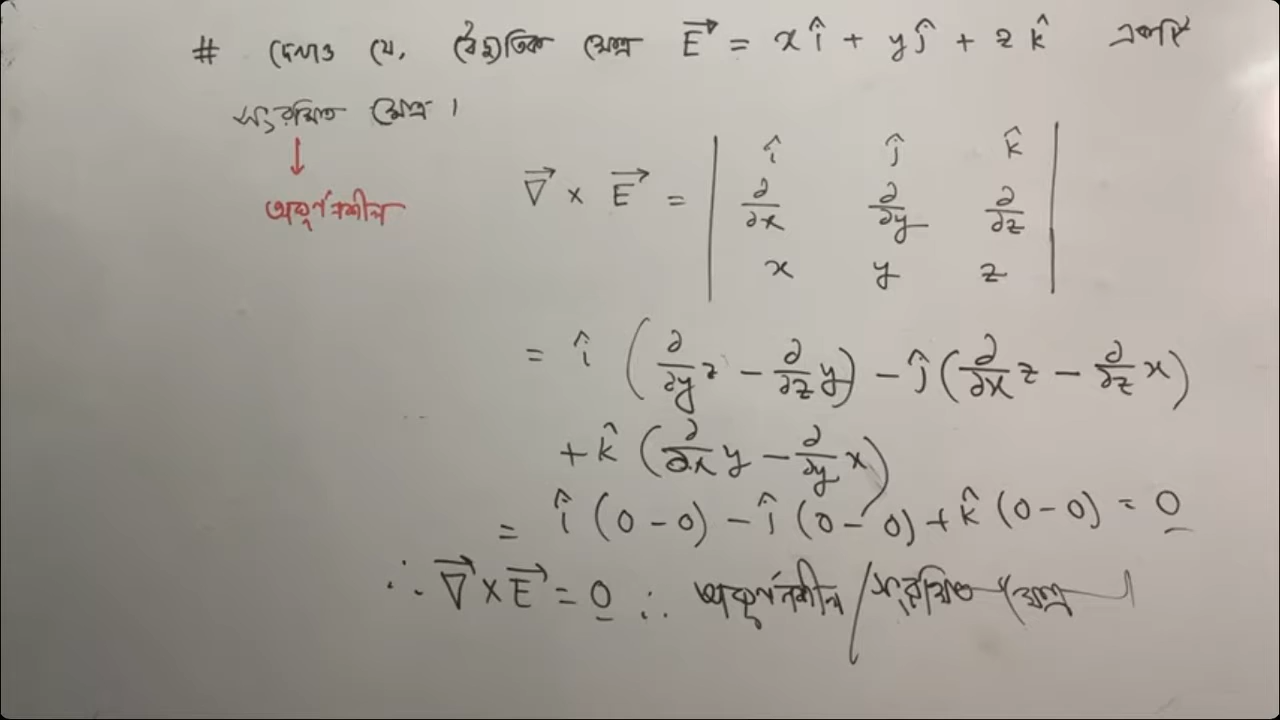 # দেখাও যে, বৈদ্যুতিক ক্ষেত্র E⃗ = x î + y ĵ + z k̂ একটি
সংরক্ষিত ক্ষেত্র।
↓
অঘূর্ণনশীল
∇⃗ × E⃗ = | î ĵ k̂ |
| ∂/∂x ∂/∂y ∂/∂z |
| x y z |
= î (∂/∂y z - ∂/∂z y) - ĵ (∂/∂x z - ∂/∂z x)
+ k̂ (∂/∂x y - ∂/∂y x)
= î (0 - 0) - ĵ (0 - 0) + k̂ (0 - 0) = 0
∴ ∇⃗ × E⃗ = 0 ∴ অঘূর্ণনশীল / সংরক্ষিত ক্ষেত্র।